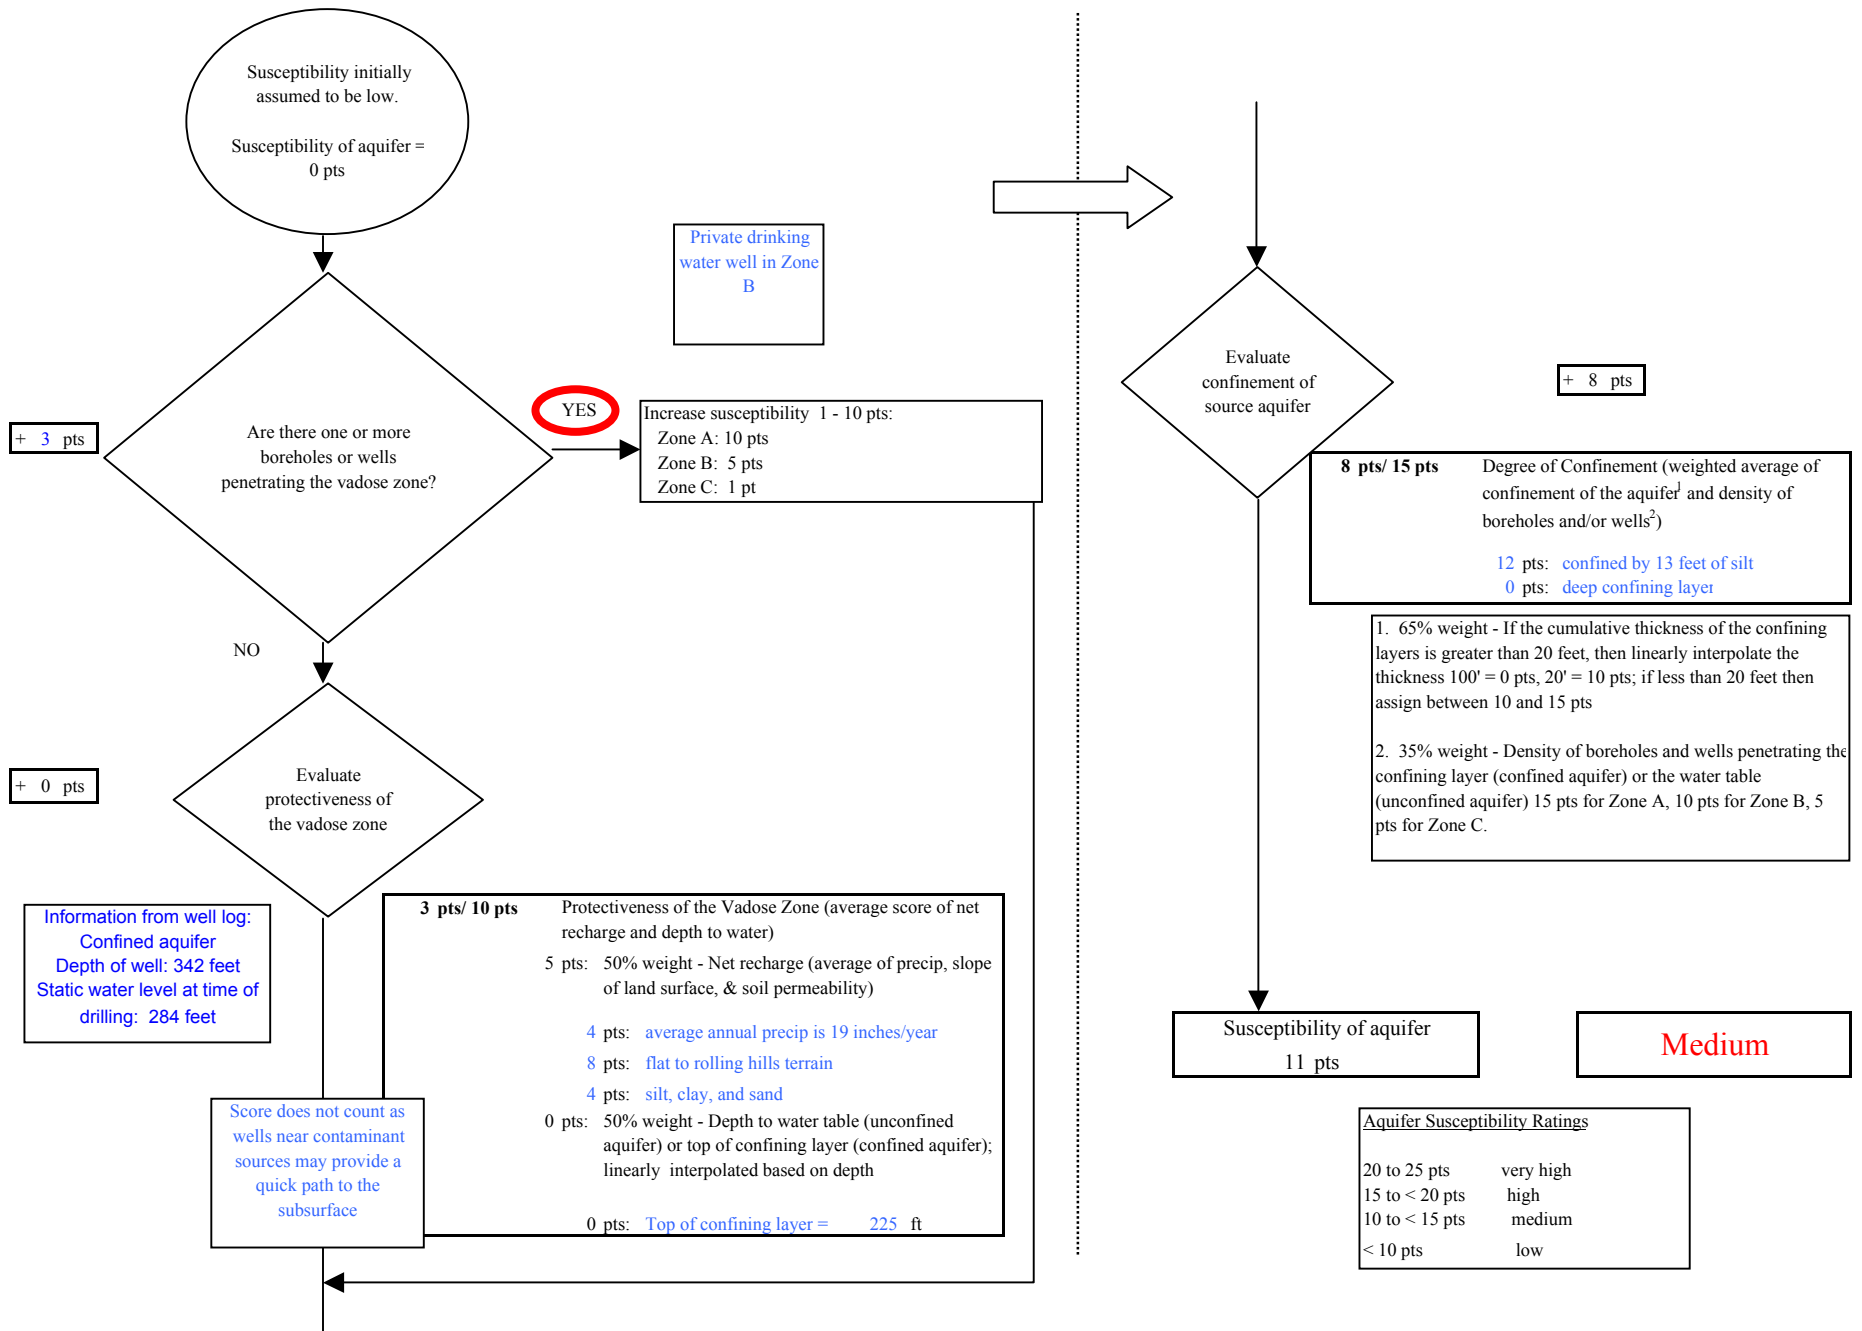 Susceptibility initially
assumed to be low.
Susceptibility of aquifer =
0 pts
Private drinking
water well in Zone
B
YES
+ 3 pts
Are there one or more
boreholes or wells
penetrating the vadose zone?
Increase susceptibility 1 - 10 pts:
Zone A: 10 pts
Zone B: 5 pts
Zone C: 1 pt
NO
+ 0 pts
Evaluate
protectiveness of
the vadose zone
Information from well log:
Confined aquifer
Depth of well: 342 feet
Static water level at time of
drilling: 284 feet
3 pts/ 10 pts Protectiveness of the Vadose Zone (average score of net
recharge and depth to water)
5 pts: 50% weight - Net recharge (average of precip, slope
of land surface, & soil permeability)
4 pts: average annual precip is 19 inches/year
8 pts: flat to rolling hills terrain
4 pts: silt, clay, and sand
0 pts: 50% weight - Depth to water table (unconfined
aquifer) or top of confining layer (confined aquifer);
linearly interpolated based on depth
0 pts: Top of confining layer = 225 ft
Score does not count as
wells near contaminant
sources may provide a
quick path to the
subsurface
Evaluate
confinement of
source aquifer
+ 8 pts
8 pts/ 15 pts Degree of Confinement (weighted average of
confinement of the aquifer1 and density of
boreholes and/or wells2)
12 pts: confined by 13 feet of silt
0 pts: deep confining layer
1. 65% weight - If the cumulative thickness of the confining
layers is greater than 20 feet, then linearly interpolate the
thickness 100' = 0 pts, 20' = 10 pts; if less than 20 feet then
assign between 10 and 15 pts
2. 35% weight - Density of boreholes and wells penetrating the
confining layer (confined aquifer) or the water table
(unconfined aquifer) 15 pts for Zone A, 10 pts for Zone B, 5
pts for Zone C.
Susceptibility of aquifer
11 pts
Medium
Aquifer Susceptibility Ratings
20 to 25 pts very high
15 to < 20 pts high
10 to < 15 pts medium
< 10 pts low